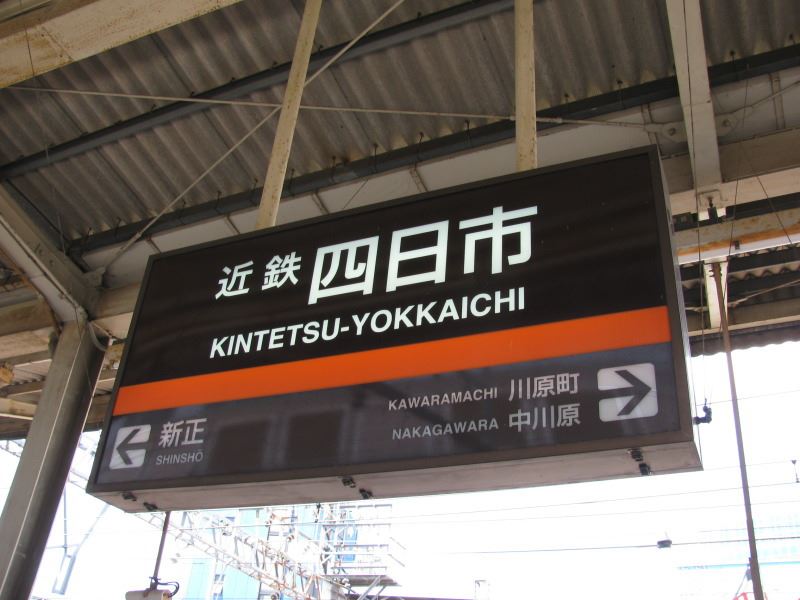 近鉄 四日市
KINTETSU-YOKKAICHI
新正
SHINSHŌ
KAWARAMACHI 川原町
NAKAGAWARA 中川原